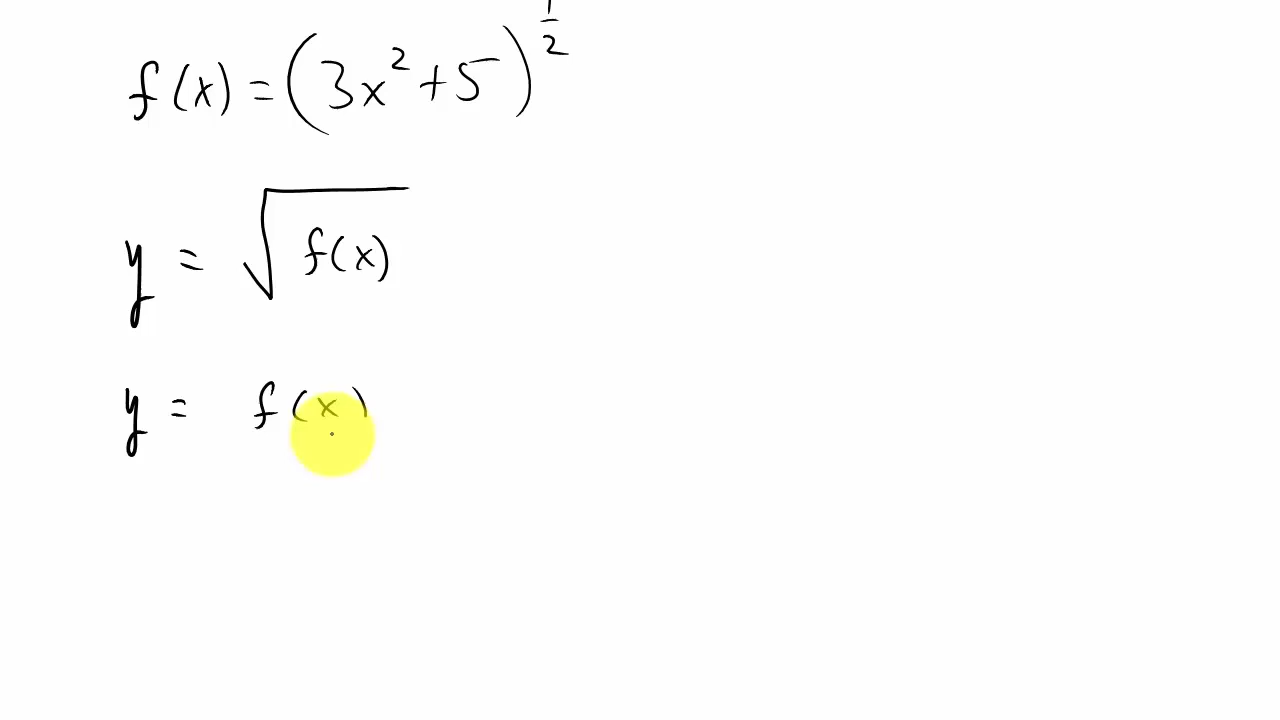 f(x) = (3x² + 5)^(1/2)
y = √f(x)
y = f(x)